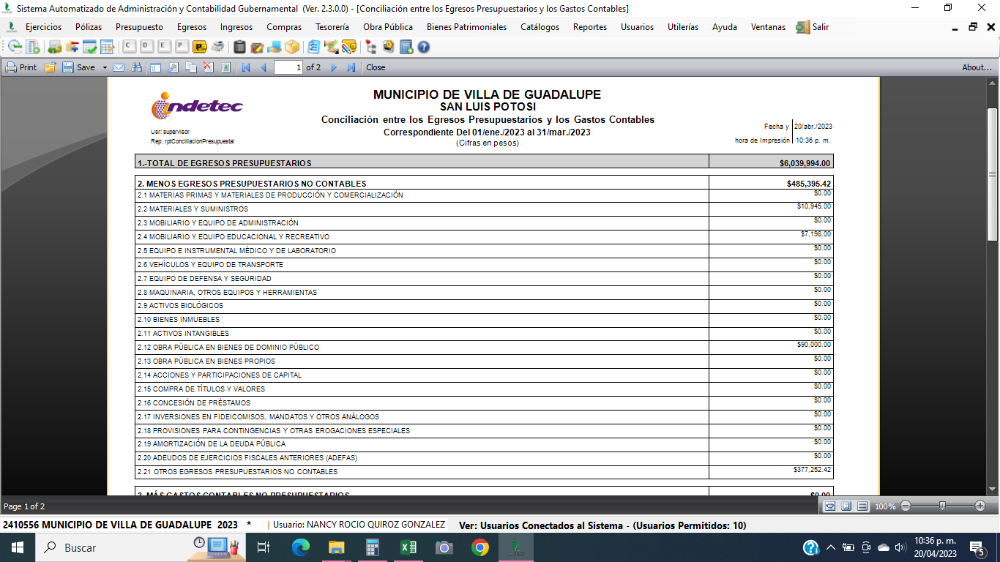 Sistema Automatizado de Administración y Contabilidad Gubernamental (Ver. 2.3.0.0) - [Conciliación entre los Egresos Presupuestarios y los Gastos Contables]
Ejercicios Pólizas Presupuesto Egresos Ingresos Compras Tesorería Obra Pública Bienes Patrimoniales Catálogos Reportes Usuarios Utilerías Ayuda Ventanas Salir
C D E P P
Print Save 1 of 2 Close About...
indetec
MUNICIPIO DE VILLA DE GUADALUPE
SAN LUIS POTOSI
Conciliación entre los Egresos Presupuestarios y los Gastos Contables
Correspondiente Del 01/ene./2023 al 31/mar./2023
(Cifras en pesos)
Usr: supervisor
Rep: rptConciliacionPresupuestal
Fecha y 20/abr./2023
hora de Impresión 10:36 p. m.
1.-TOTAL DE EGRESOS PRESUPUESTARIOS $6,039,994.00
2. MENOS EGRESOS PRESUPUESTARIOS NO CONTABLES $485,395.42
2.1 MATERIAS PRIMAS Y MATERIALES DE PRODUCCIÓN Y COMERCIALIZACIÓN $0.00
2.2 MATERIALES Y SUMINISTROS $10,945.00
2.3 MOBILIARIO Y EQUIPO DE ADMINISTRACIÓN $0.00
2.4 MOBILIARIO Y EQUIPO EDUCACIONAL Y RECREATIVO $7,198.00
2.5 EQUIPO E INSTRUMENTAL MÉDICO Y DE LABORATORIO $0.00
2.6 VEHÍCULOS Y EQUIPO DE TRANSPORTE $0.00
2.7 EQUIPO DE DEFENSA Y SEGURIDAD $0.00
2.8 MAQUINARIA, OTROS EQUIPOS Y HERRAMIENTAS $0.00
2.9 ACTIVOS BIOLÓGICOS $0.00
2.10 BIENES INMUEBLES $0.00
2.11 ACTIVOS INTANGIBLES $0.00
2.12 OBRA PÚBLICA EN BIENES DE DOMINIO PÚBLICO $90,000.00
2.13 OBRA PÚBLICA EN BIENES PROPIOS $0.00
2.14 ACCIONES Y PARTICIPACIONES DE CAPITAL $0.00
2.15 COMPRA DE TÍTULOS Y VALORES $0.00
2.16 CONCESIÓN DE PRÉSTAMOS $0.00
2.17 INVERSIONES EN FIDEICOMISOS, MANDATOS Y OTROS ANÁLOGOS $0.00
2.18 PROVISIONES PARA CONTINGENCIAS Y OTRAS EROGACIONES ESPECIALES $0.00
2.19 AMORTIZACIÓN DE LA DEUDA PÚBLICA $0.00
2.20 ADEUDOS DE EJERCICIOS FISCALES ANTERIORES (ADEFAS) $0.00
2.21 OTROS EGRESOS PRESUPUESTARIOS NO CONTABLES $377,252.42
3. MÁS GASTOS CONTABLES NO PRESUPUESTARIOS $0.00
Page 1 of 2 100%
2410556 MUNICIPIO DE VILLA DE GUADALUPE 2023 * | Usuario: NANCY ROCIO QUIROZ GONZALEZ Ver: Usuarios Conectados al Sistema - (Usuarios Permitidos: 10)
Buscar
10:36 p. m.
20/04/2023
5